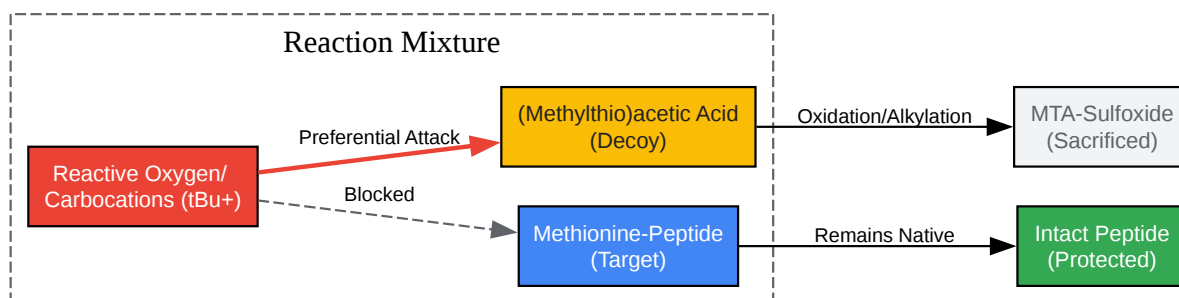 Reaction Mixture
Reactive Oxygen/
Carbocations (tBu+)
Preferential Attack
Blocked
(Methylthio)acetic Acid
(Decoy)
Methionine-Peptide
(Target)
Oxidation/Alkylation
Remains Native
MTA-Sulfoxide
(Sacrificed)
Intact Peptide
(Protected)